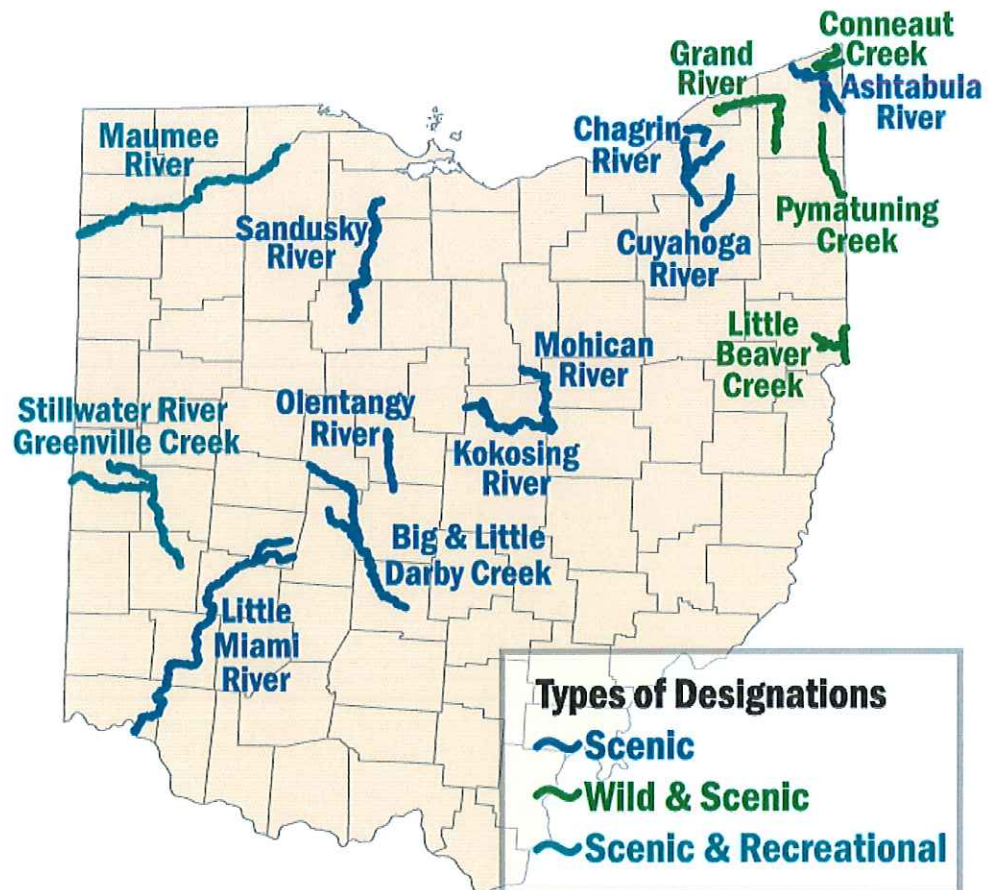 Conneaut
Creek
Grand
River
Ashtabula
River
Chagrin
River
Maumee
River
Pymatuning
Creek
Sandusky
River
Cuyahoga
River
Little
Beaver
Creek
Mohican
River
Stillwater River
Greenville Creek
Olentangy
River
Kokosing
River
Big & Little
Darby Creek
Little
Miami
River
Types of Designations
Scenic
Wild & Scenic
Scenic & Recreational